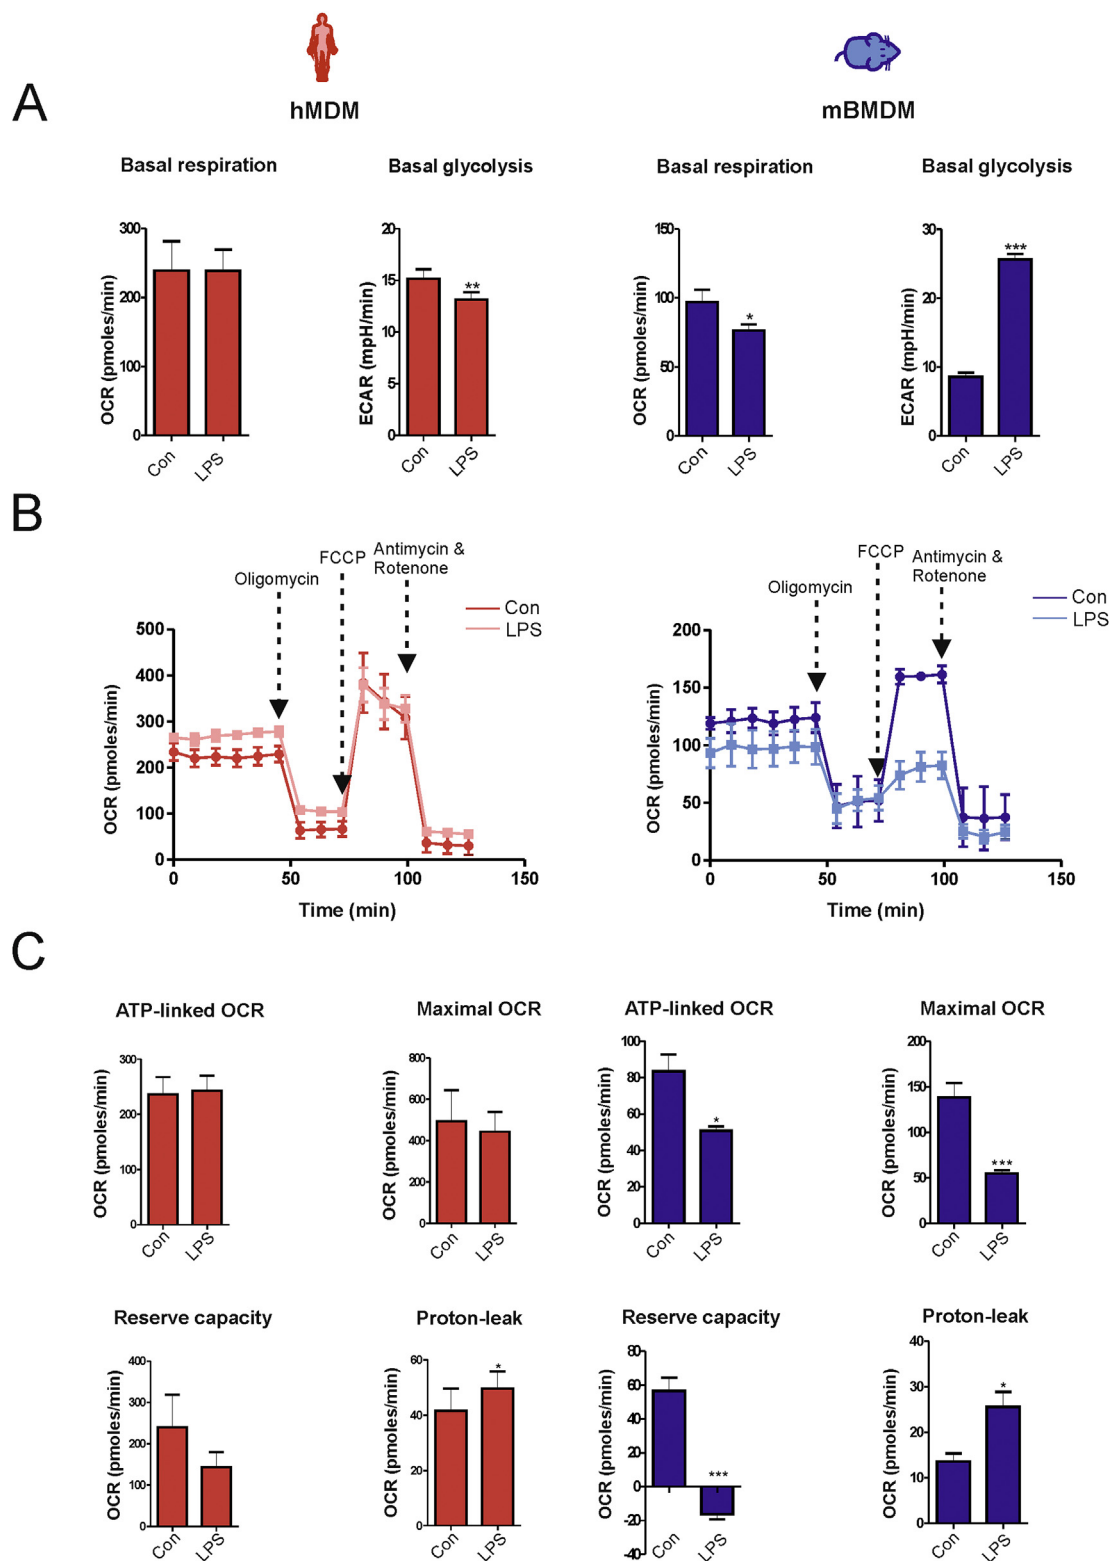 A
hMDM
mBMDM
Basal respiration
Basal glycolysis
Basal respiration
Basal glycolysis
OCR (pmoles/min)
300
200
100
0
Con
LPS
ECAR (mpH/min)
20
15
10
5
0
**
Con
LPS
OCR (pmoles/min)
150
100
50
0
*
Con
LPS
ECAR (mpH/min)
30
20
10
0
***
Con
LPS
B
Oligomycin
FCCP
Antimycin &
Rotenone
Con
LPS
OCR (pmoles/min)
500
400
300
200
100
0
0
50
100
150
Time (min)
Oligomycin
FCCP
Antimycin &
Rotenone
Con
LPS
OCR (pmoles/min)
200
150
100
50
0
0
50
100
150
Time (min)
C
ATP-linked OCR
Maximal OCR
ATP-linked OCR
Maximal OCR
OCR (pmoles/min)
300
200
100
0
Con
LPS
OCR (pmoles/min)
800
600
400
200
0
Con
LPS
OCR (pmoles/min)
100
80
60
40
20
0
*
Con
LPS
OCR (pmoles/min)
200
150
100
50
0
***
Con
LPS
Reserve capacity
Proton-leak
Reserve capacity
Proton-leak
OCR (pmoles/min)
400
300
200
100
0
Con
LPS
OCR (pmoles/min)
60
40
20
0
*
Con
LPS
OCR (pmoles/min)
80
60
40
20
0
-20
-40
***
Con
LPS
OCR (pmoles/min)
40
30
20
10
0
*
Con
LPS